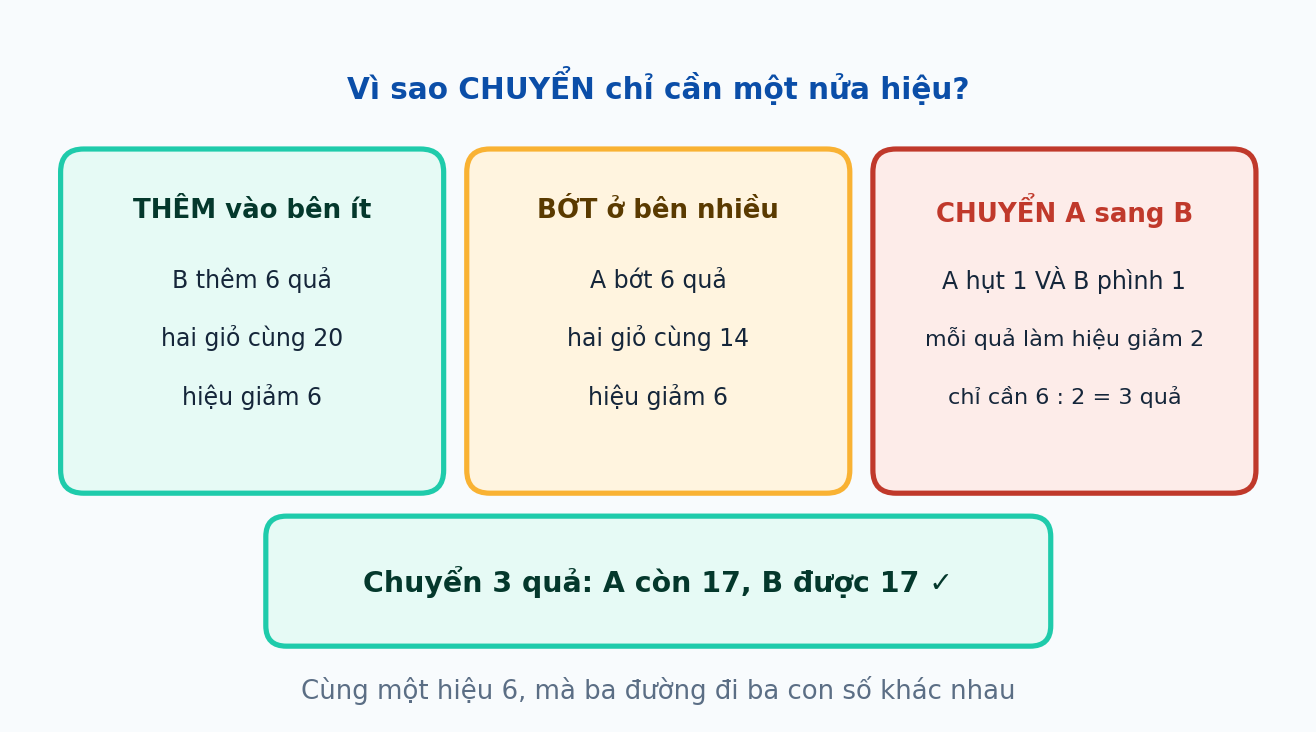 Vì sao CHUYỂN chỉ cần một nửa hiệu?
THÊM vào bên ít
B thêm 6 quả
hai giỏ cùng 20
hiệu giảm 6
BỚT ở bên nhiều
A bớt 6 quả
hai giỏ cùng 14
hiệu giảm 6
CHUYỂN A sang B
A hụt 1 VÀ B phình 1
mỗi quả làm hiệu giảm 2
chỉ cần 6 : 2 = 3 quả
Chuyển 3 quả: A còn 17, B được 17 ✓
Cùng một hiệu 6, mà ba đường đi ba con số khác nhau